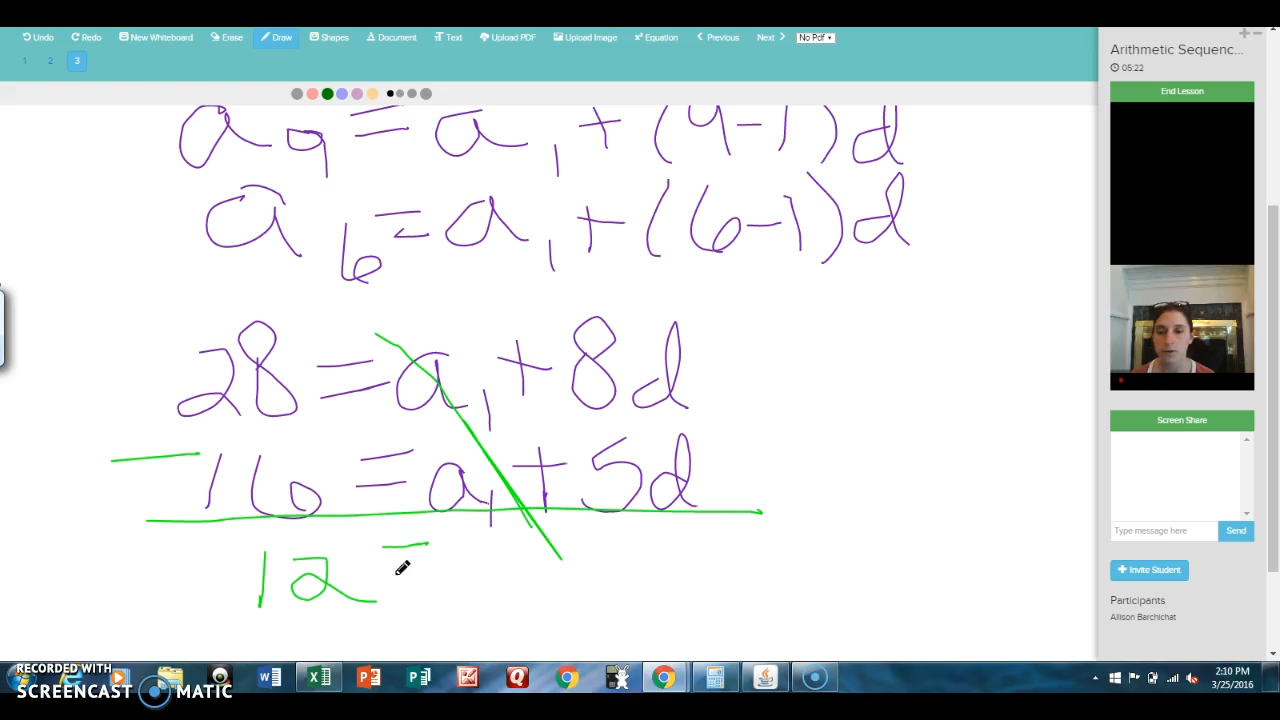 Undo Redo New Whiteboard Erase Draw Shapes Document Text Upload PDF Upload Image x² Equation Previous Next No Pdf
1 2 3
Arithmetic Sequenc...
05:22
End Lesson
a₉ = a₁ + (9-1)d
a₆ = a₁ + (6-1)d
28 = a₁ + 8d
- 16 = a₁ + 5d
12 =
Screen Share
Type message here Send
Invite Student
Participants
Allison Barchichat
RECORDED WITH
SCREENCAST MATIC
2:10 PM
3/25/2016